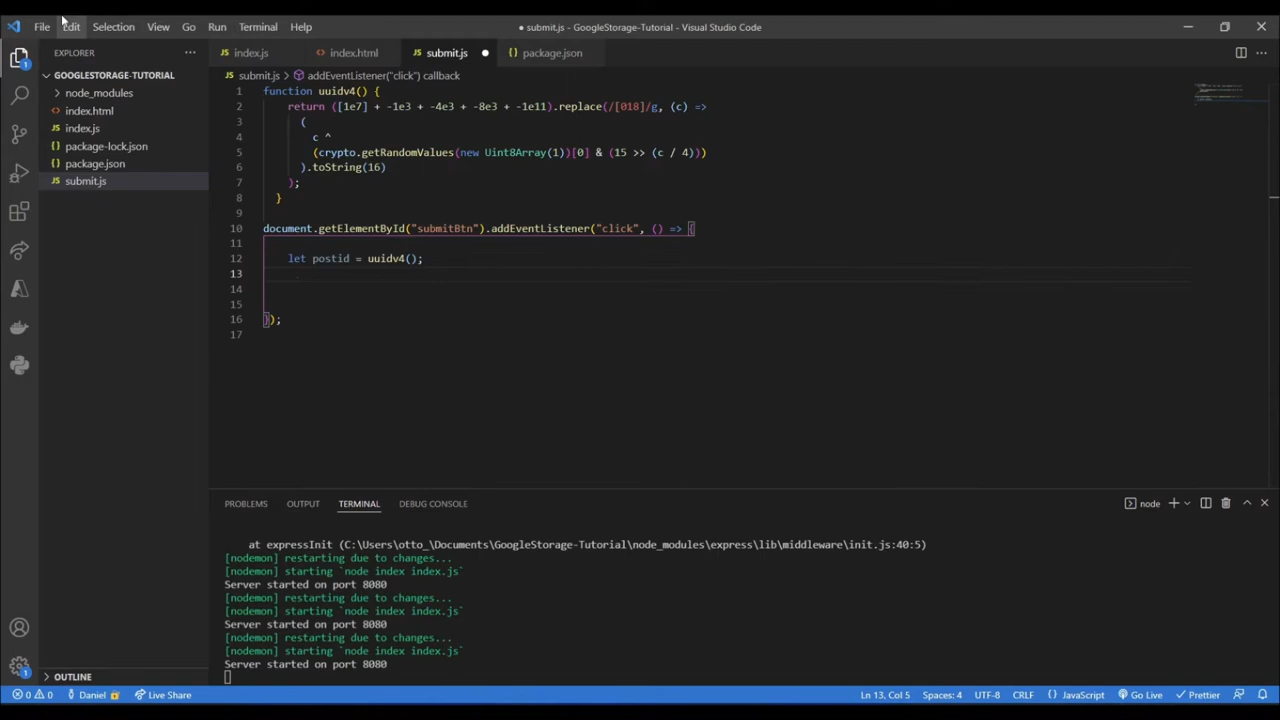 File Edit Selection View Go Run Terminal Help
● submit.js - GoogleStorage-Tutorial - Visual Studio Code
EXPLORER
GOOGLESTORAGE-TUTORIAL
node_modules
index.html
index.js
package-lock.json
package.json
submit.js
OUTLINE
JS index.js
index.html
JS submit.js ●
package.json
JS submit.js > addEventListener("click") callback
1 function uuidv4() {
2 return ([1e7] + -1e3 + -4e3 + -8e3 + -1e11).replace(/[018]/g, (c) =>
3 (
4 c ^
5 (crypto.getRandomValues(new Uint8Array(1))[0] & (15 >> (c / 4)))
6 ).toString(16)
7 );
8 }
9
10 document.getElementById("submitBtn").addEventListener("click", () => {
11
12 let postid = uuidv4();
13
14
15
16 });
17
PROBLEMS OUTPUT TERMINAL DEBUG CONSOLE
node
at expressInit (C:\Users\otto_\Documents\GoogleStorage-Tutorial\node_modules\express\lib\middleware\init.js:40:5)
[nodemon] restarting due to changes...
[nodemon] starting `node index index.js`
Server started on port 8080
[nodemon] restarting due to changes...
[nodemon] starting `node index index.js`
Server started on port 8080
[nodemon] restarting due to changes...
[nodemon] starting `node index index.js`
Server started on port 8080
0 0 Daniel Live Share Ln 13, Col 5 Spaces: 4 UTF-8 CRLF {} JavaScript Go Live Prettier